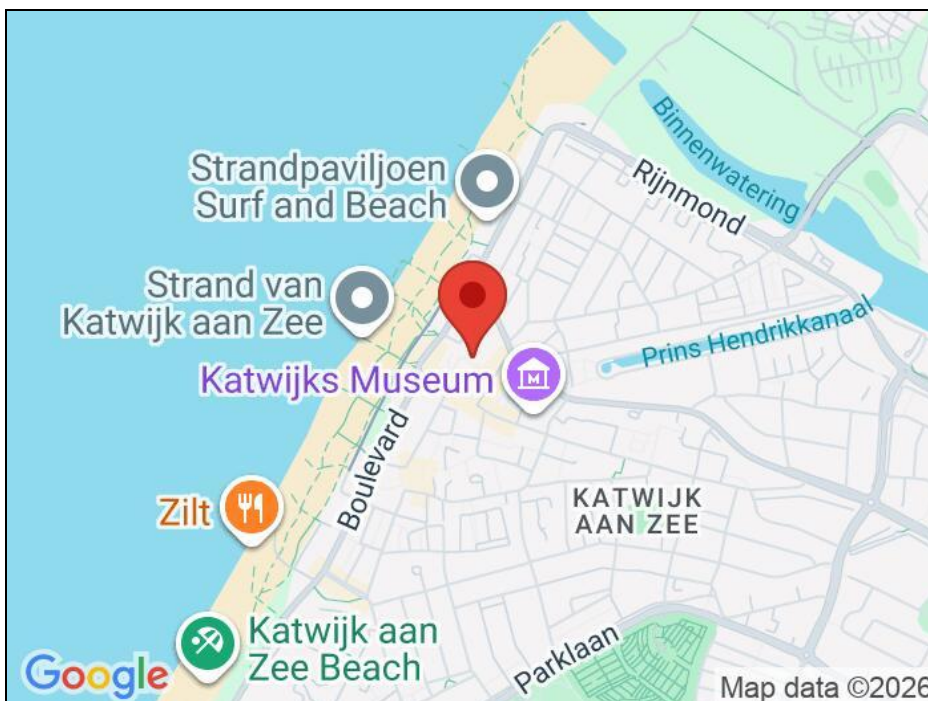 Binnenwatering
Strandpaviljoen
Surf and Beach
Rijnmond
Strand van
Katwijk aan Zee
Prins Hendrikkanaal
Katwijks Museum
M
Boulevard
Zilt
KATWIJK
AAN ZEE
Katwijk aan
Zee Beach
Parklaan
Google
Map data ©2026